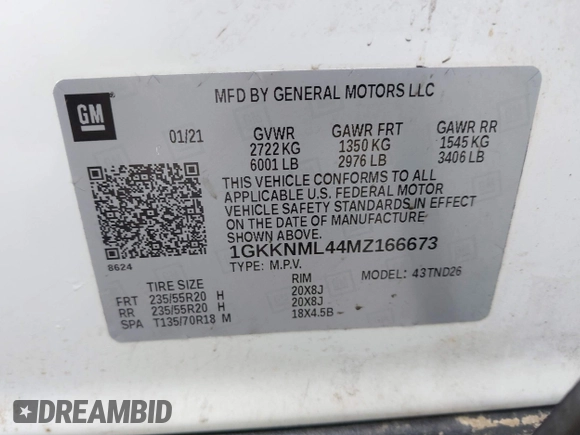 GM
MFD BY GENERAL MOTORS LLC
01/21
GVWR GAWR FRT GAWR RR
2722 KG 1350 KG 1545 KG
6001 LB 2976 LB 3406 LB
THIS VEHICLE CONFORMS TO ALL
APPLICABLE U.S. FEDERAL MOTOR
VEHICLE SAFETY STANDARDS IN EFFECT
ON THE DATE OF MANUFACTURE
SHOWN ABOVE.
1GKKNML44MZ166673
8624
TYPE: M.P.V. MODEL: 43TND26
TIRE SIZE RIM
FRT 235/55R20 H 20X8J
RR 235/55R20 H 20X8J
SPA T135/70R18 M 18X4.5B
DREAMBID